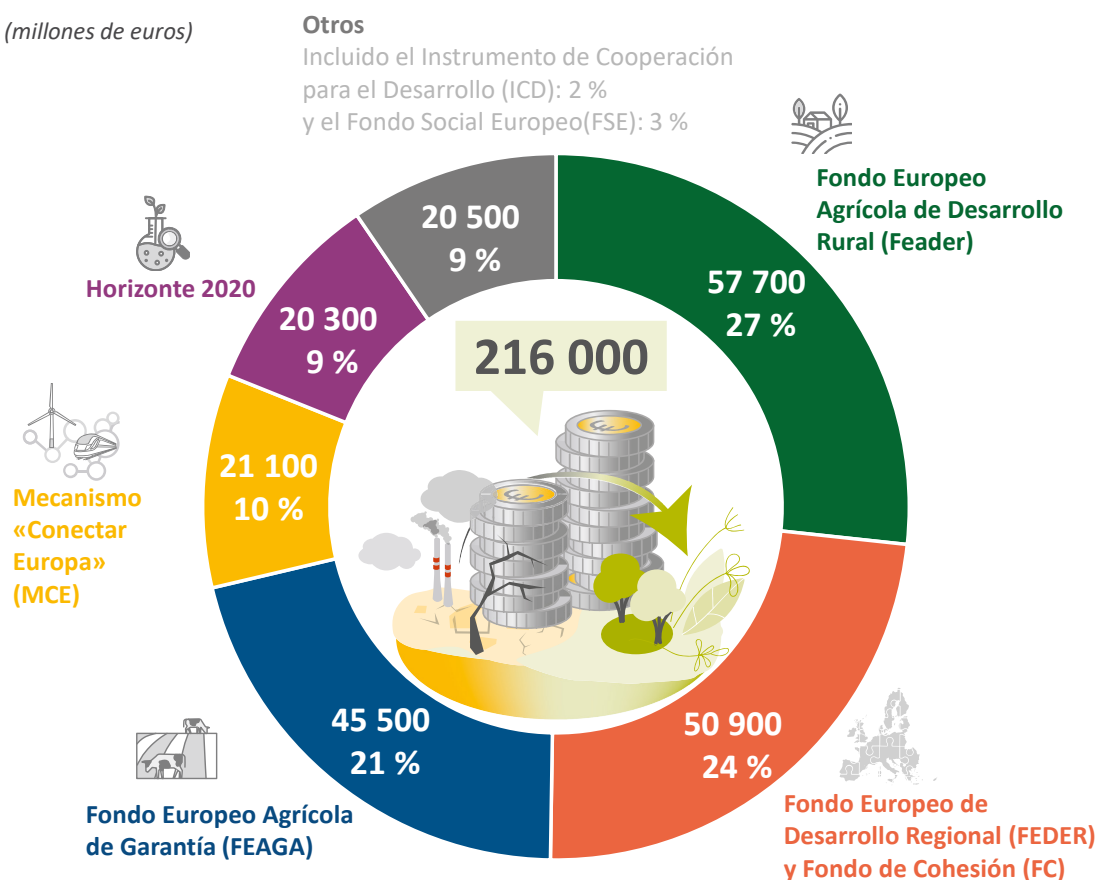 (millones de euros)
Otros
Incluido el Instrumento de Cooperación
para el Desarrollo (ICD): 2 %
y el Fondo Social Europeo(FSE): 3 %
Fondo Europeo
Agrícola de Desarrollo
Rural (Feader)
57 700
27 %
20 500
9 %
Horizonte 2020
20 300
9 %
216 000
21 100
10 %
Mecanismo
«Conectar
Europa»
(MCE)
45 500
21 %
Fondo Europeo Agrícola
de Garantía (FEAGA)
50 900
24 %
Fondo Europeo de
Desarrollo Regional (FEDER)
y Fondo de Cohesión (FC)